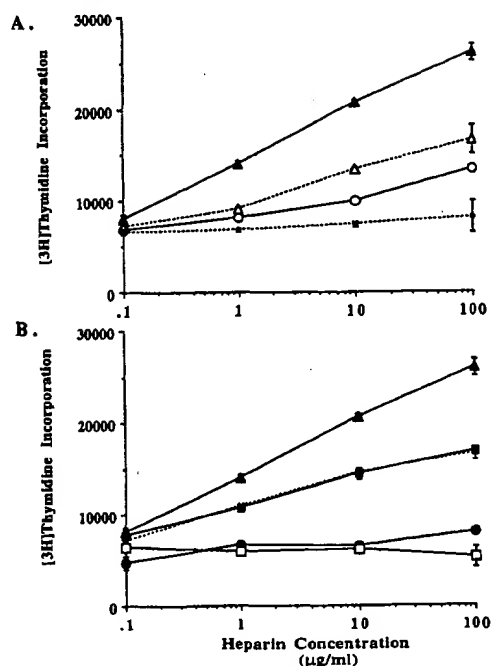 A.
30000
20000
10000
0
[3H]Thymidine Incorporation
.1 1 10 100
B.
30000
20000
10000
0
[3H]Thymidine Incorporation
.1 1 10 100
Heparin Concentration
(µg/ml)